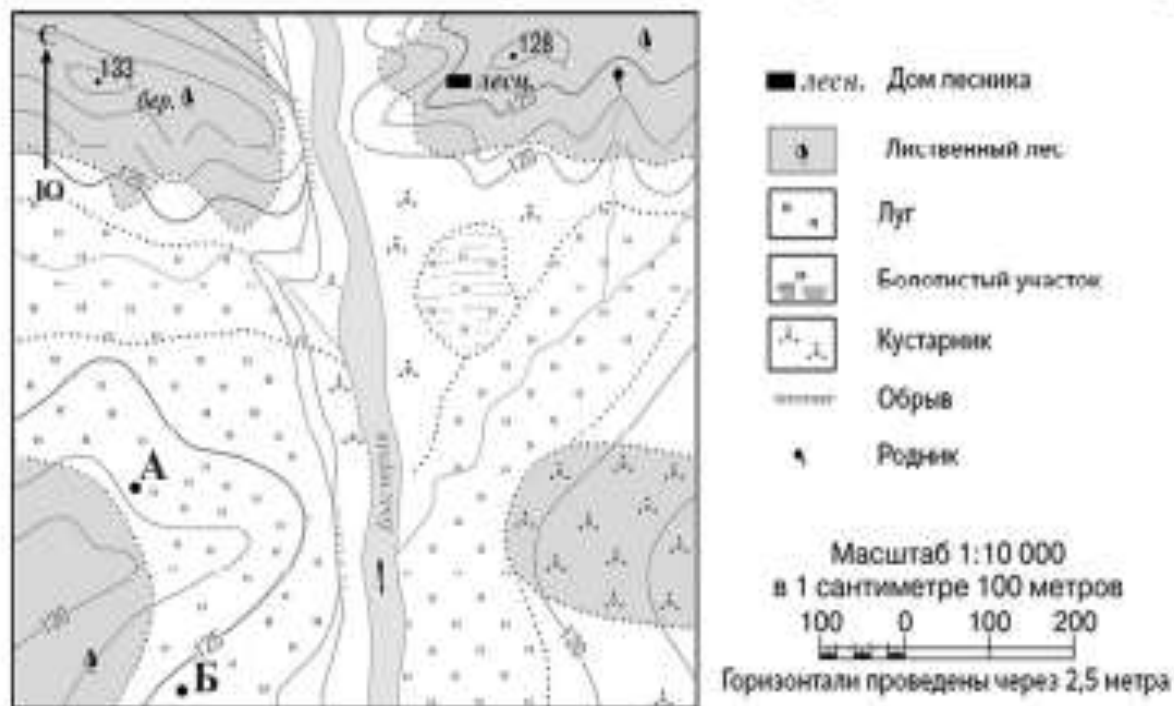 С
133
бер.
Ю
128
лесн.
А
Б
лесн. Дом лесника
Лиственный лес
Луг
Болотистый участок
Кустарник
Обрыв
Родник
Масштаб 1:10 000
в 1 сантиметре 100 метров
100 0 100 200
Горизонтали проведены через 2,5 метра